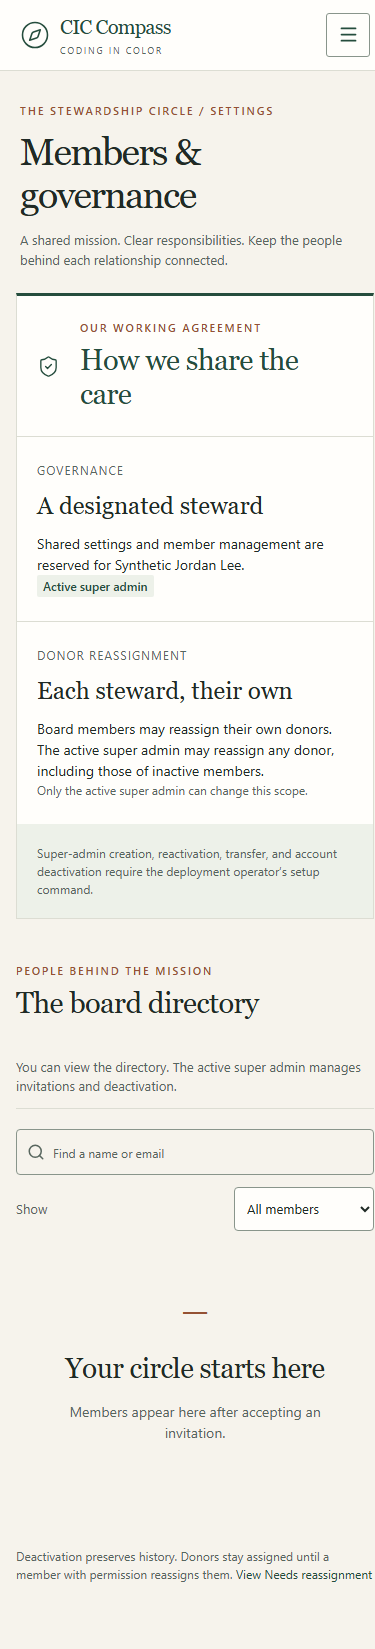 CIC Compass
CODING IN COLOR
THE STEWARDSHIP CIRCLE / SETTINGS
Members &
governance
A shared mission. Clear responsibilities. Keep the people
behind each relationship connected.
OUR WORKING AGREEMENT
How we share the
care
GOVERNANCE
A designated steward
Shared settings and member management are
reserved for Synthetic Jordan Lee.
Active super admin
DONOR REASSIGNMENT
Each steward, their own
Board members may reassign their own donors.
The active super admin may reassign any donor,
including those of inactive members.
Only the active super admin can change this scope.
Super-admin creation, reactivation, transfer, and account
deactivation require the deployment operator's setup
command.
PEOPLE BEHIND THE MISSION
The board directory
You can view the directory. The active super admin manages
invitations and deactivation.
Find a name or email
Show
All members
Your circle starts here
Members appear here after accepting an
invitation.
Deactivation preserves history. Donors stay assigned until a
member with permission reassigns them. View Needs reassignment